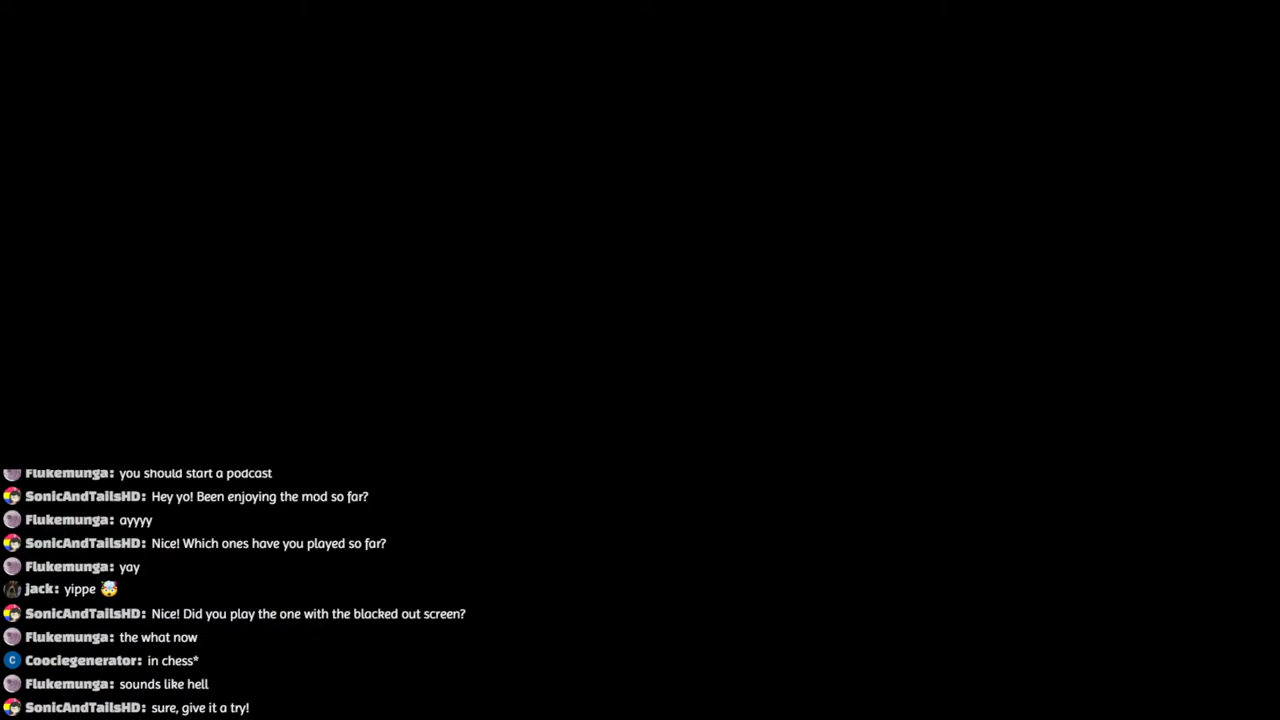 Flukemunga: you should start a podcast
SonicAndTailsHD: Hey yo! Been enjoying the mod so far?
Flukemunga: ayyyy
SonicAndTailsHD: Nice! Which ones have you played so far?
Flukemunga: yay
jack: yippe 🤯
SonicAndTailsHD: Nice! Did you play the one with the blacked out screen?
Flukemunga: the what now
C Cooclegenerator: in chess*
Flukemunga: sounds like hell
SonicAndTailsHD: sure, give it a try!